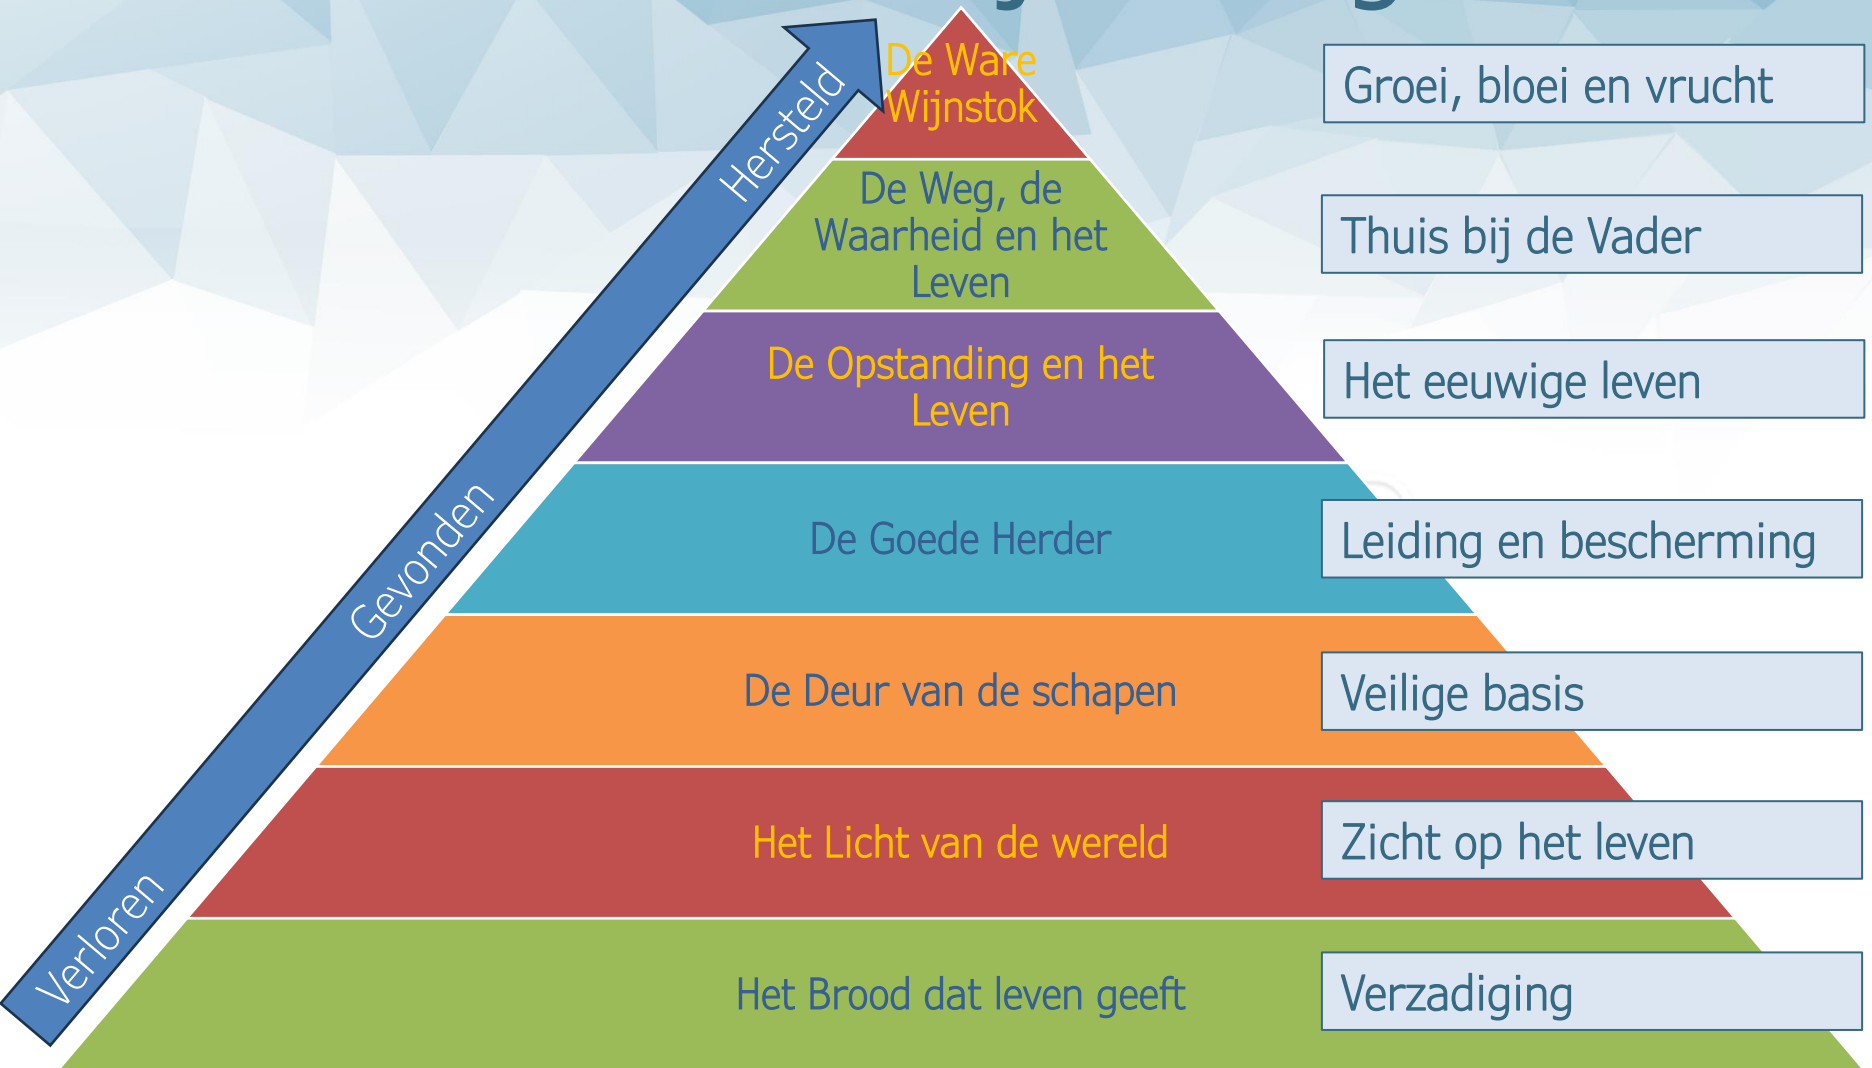 De Ware
Wijnstok
Groei, bloei en vrucht
De Weg, de
Waarheid en het
Leven
Thuis bij de Vader
De Opstanding en het
Leven
Het eeuwige leven
De Goede Herder
Leiding en bescherming
De Deur van de schapen
Veilige basis
Het Licht van de wereld
Zicht op het leven
Het Brood dat leven geeft
Verzadiging
Hersteld
Gevonden
Verloren